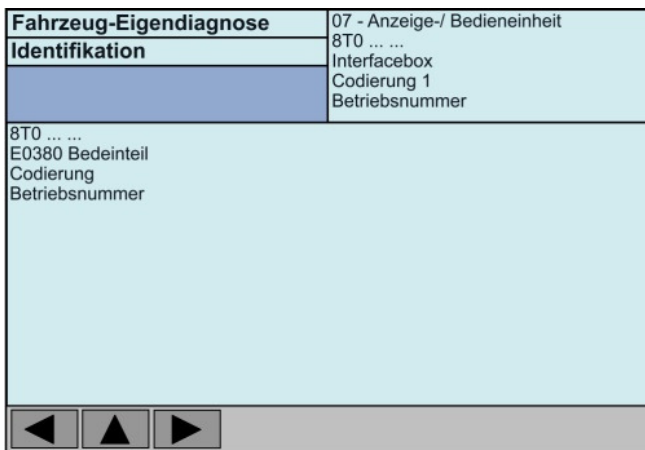 Fahrzeug-Eigendiagnose
Identifikation
07 - Anzeige-/ Bedieneinheit
8T0 ... ...
Interfacebox
Codierung 1
Betriebsnummer
8T0 ... ...
E0380 Bedeinteil
Codierung
Betriebsnummer